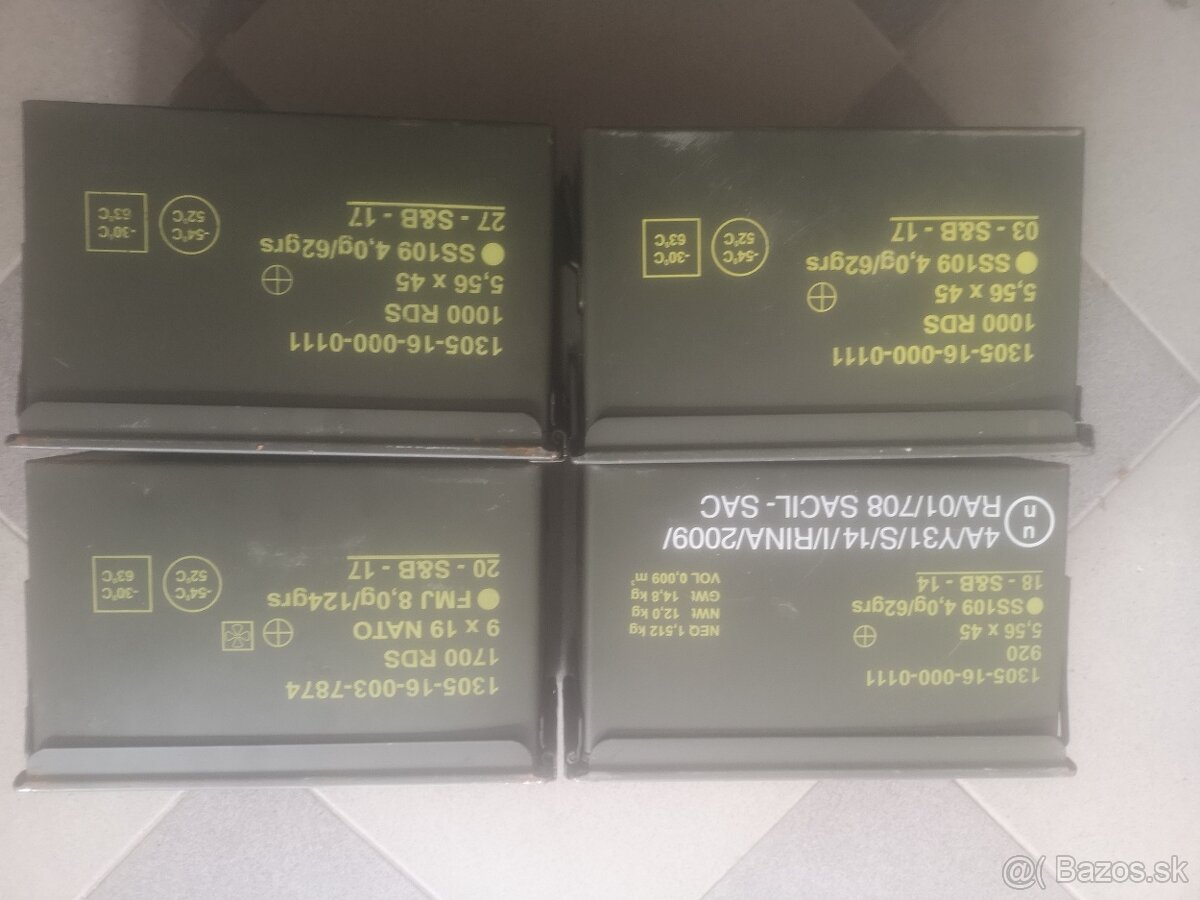 1305-16-000-0111
1000 RDS
5,56 x 45
SS109 4,0g/62grs
27 - S&B - 17
-54°C
52°C
-30°C
63°C
1305-16-000-0111
1000 RDS
5,56 x 45
SS109 4,0g/62grs
03 - S&B - 17
-54°C
52°C
-30°C
63°C
1305-16-003-7874
1700 RDS
9 x 19 NATO
FMJ 8,0g/124grs
20 - S&B - 17
-54°C
52°C
-30°C
63°C
1305-16-000-0111
920
5,56 x 45
SS109 4,0g/62grs
18 - S&B - 14
NEQ 1,512 kg
NWt 12,0 kg
GWt 14,8 kg
VOL 0,009 m³
u
n
4A/Y31/S/14/I/RINA/2009/
RA/01/708 SACIL- SAC
@( Bazos.sk